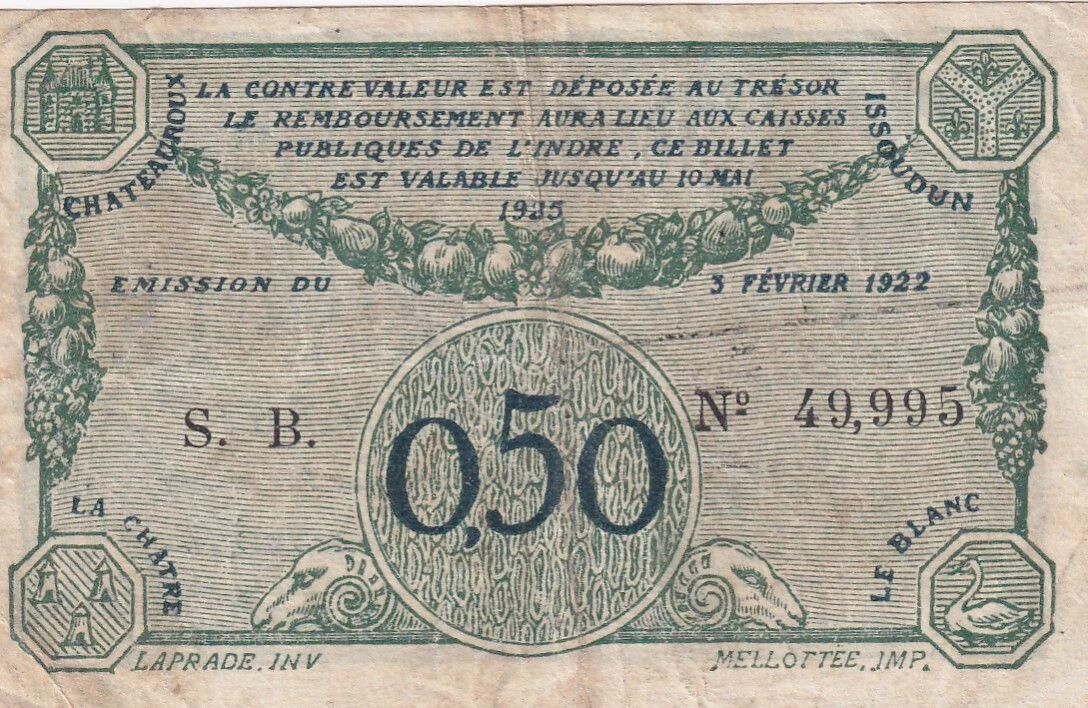 LA CONTREVALEUR EST DÉPOSÉE AU TRÉSOR
LE REMBOURSEMENT AURA LIEU AUX CAISSES
PUBLIQUES DE L'INDRE, CE BILLET
EST VALABLE JUSQU'AU 10 MAI
1925
CHATEAUROUX
ISSOUDUN
EMISSION DU 3 FÉVRIER 1922
S. B. 0,50 Nº 49,995
LA CHATRE
LE BLANC
LAPRADE. INV MELLOTTÉE, IMP.